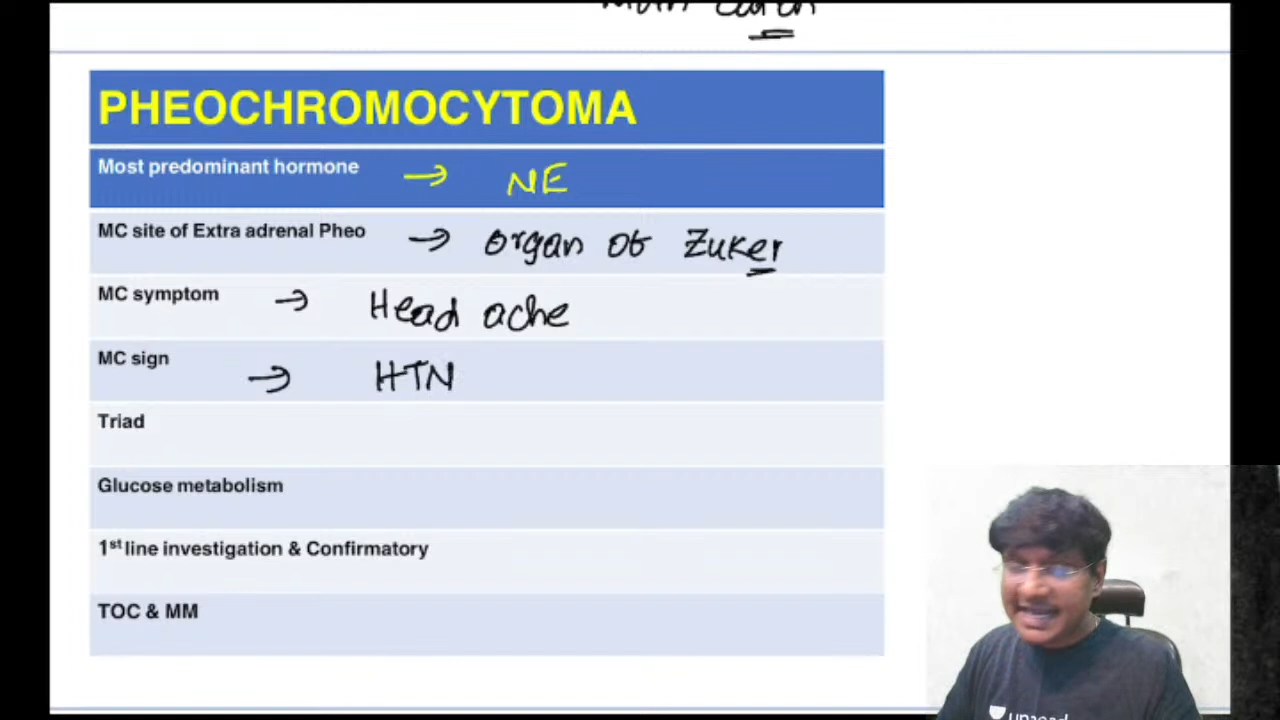 PHEOCHROMOCYTOMA
Most predominant hormone → NE
MC site of Extra adrenal Pheo → organ of Zuker
MC symptom → Head ache
MC sign → HTN
Triad
Glucose metabolism
1st line investigation & Confirmatory
TOC & MM